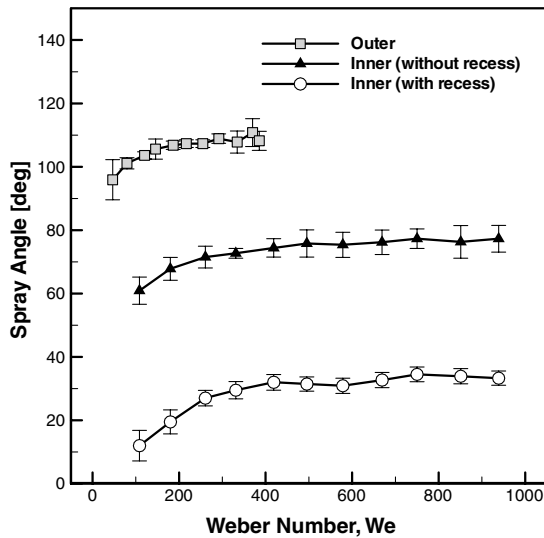 140
120
100
80
60
40
20
0
Spray Angle [deg]
Outer
Inner (without recess)
Inner (with recess)
0 200 400 600 800 1000
Weber Number, We